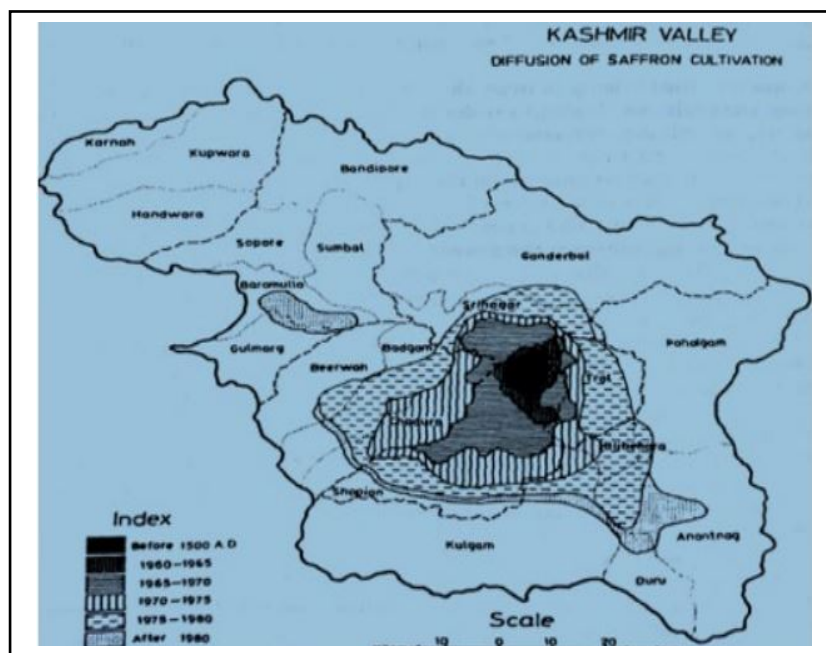 KASHMIR VALLEY
DIFFUSION OF SAFFRON CULTIVATION
Karnah
Kupwara
Bandipore
Handwara
Sopore
Sumbal
Ganderbal
Baramulla
Srinagar
Gulmarg
Badgam
Beerwah
Pahalgam
Tral
Chadura
Bijbehara
Shopian
Anantnag
Kulgam
Duru
Index
Before 1500 A.D
1960-1965
1965-1970
1970-1975
1975-1980
After 1980
Scale
10 0 10 20